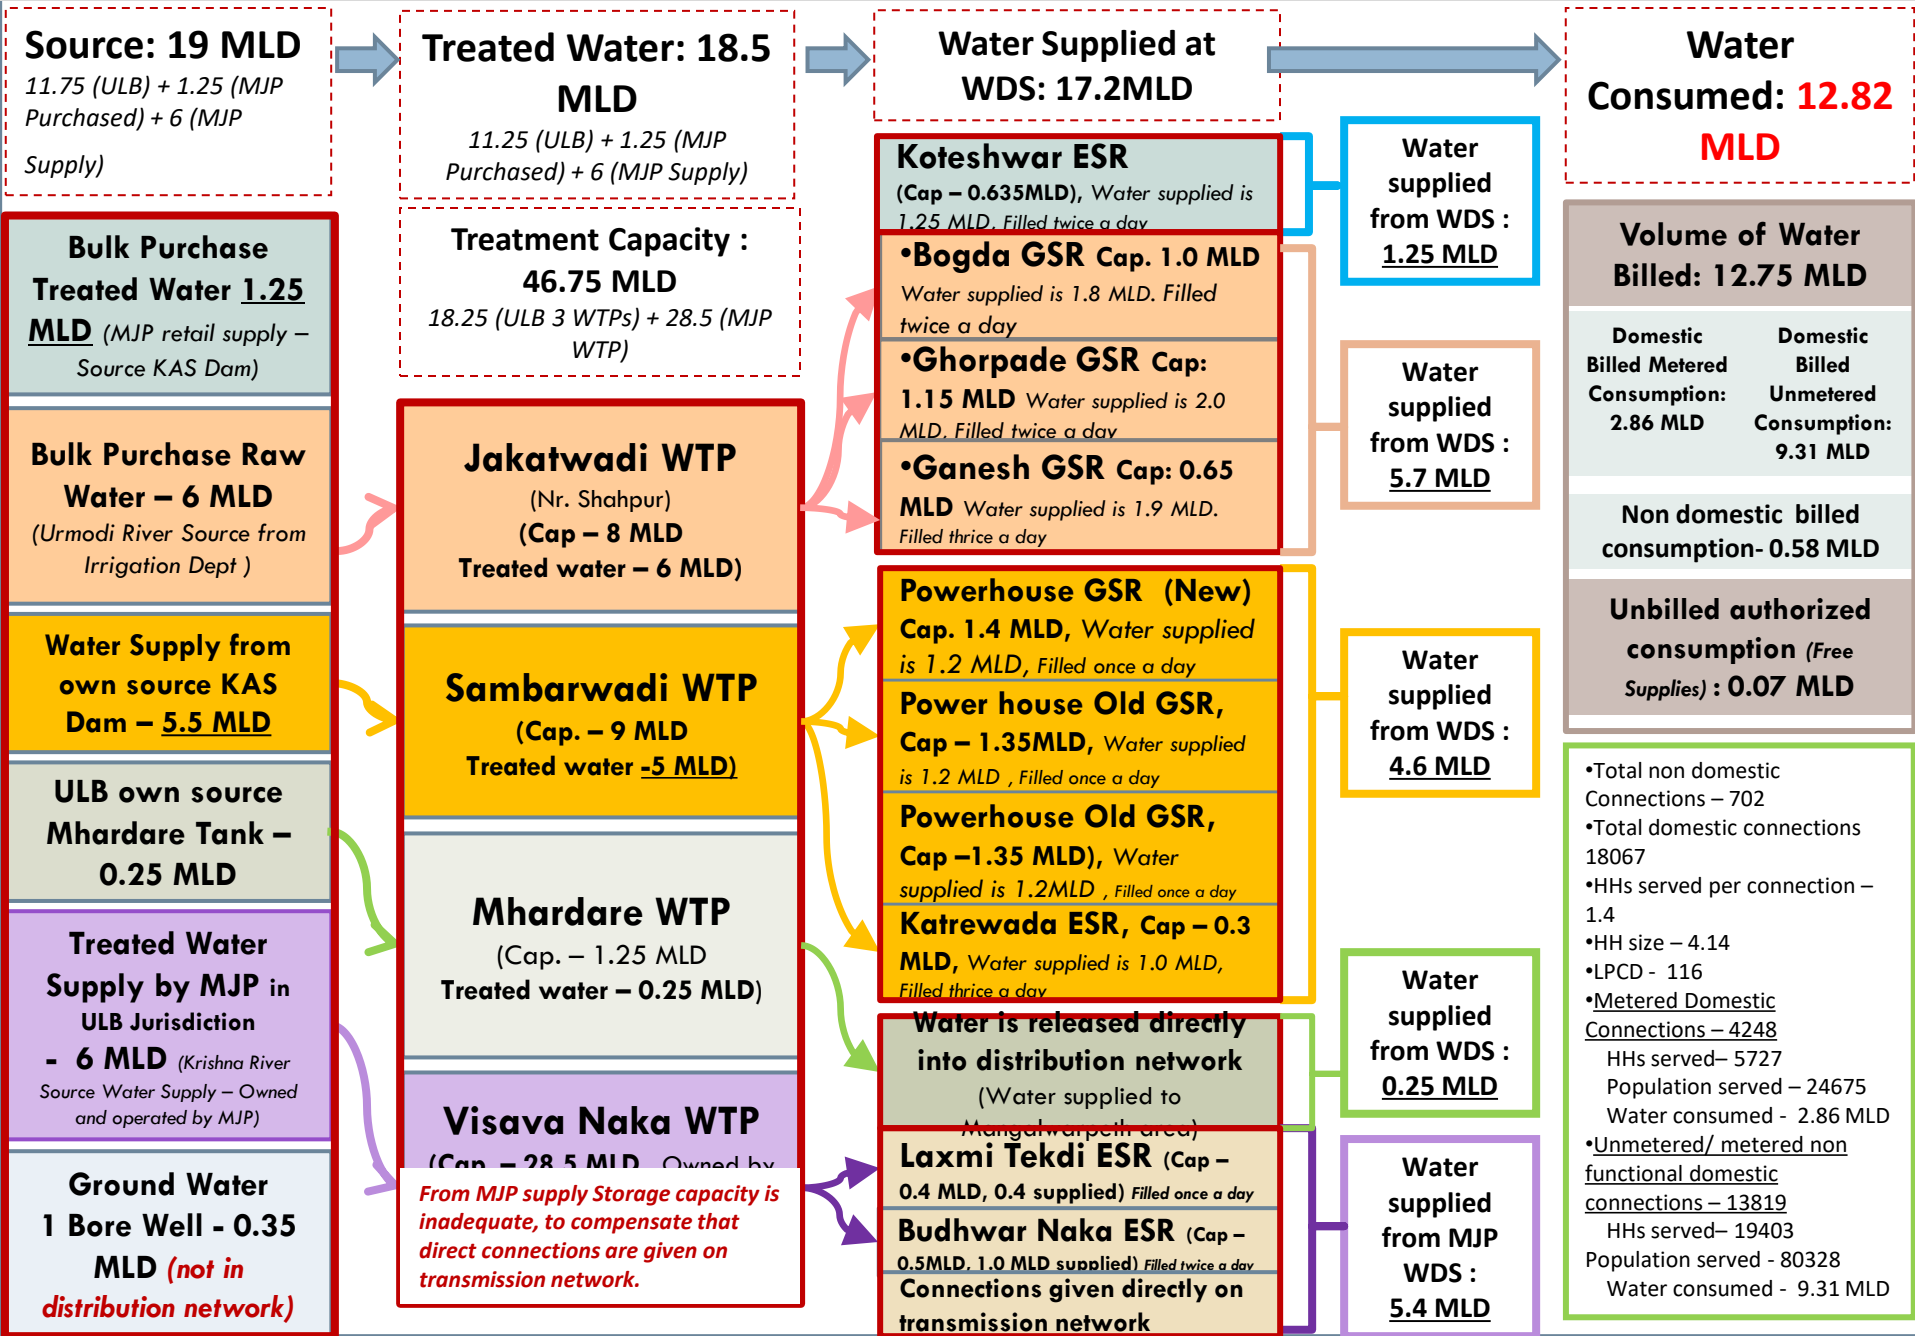 Source: 19 MLD
11.75 (ULB) + 1.25 (MJP
Purchased) + 6 (MJP
Supply)
Treated Water: 18.5
MLD
11.25 (ULB) + 1.25 (MJP
Purchased) + 6 (MJP Supply)
Water Supplied at
WDS: 17.2MLD
Water
Consumed: 12.82
MLD
Bulk Purchase
Treated Water 1.25
MLD (MJP retail supply –
Source KAS Dam)
Bulk Purchase Raw
Water – 6 MLD
(Urmodi River Source from
Irrigation Dept )
Water Supply from
own source KAS
Dam – 5.5 MLD
ULB own source
Mhardare Tank –
0.25 MLD
Treated Water
Supply by MJP in
ULB Jurisdiction
- 6 MLD (Krishna River
Source Water Supply – Owned
and operated by MJP)
Ground Water
1 Bore Well - 0.35
MLD (not in
distribution network)
Treatment Capacity :
46.75 MLD
18.25 (ULB 3 WTPs) + 28.5 (MJP
WTP)
Jakatwadi WTP
(Nr. Shahpur)
(Cap – 8 MLD
Treated water – 6 MLD)
Sambarwadi WTP
(Cap. – 9 MLD
Treated water -5 MLD)
Mhardare WTP
(Cap. – 1.25 MLD
Treated water – 0.25 MLD)
Visava Naka WTP
(Cap. – 28.5 MLD Owned by
From MJP supply Storage capacity is
inadequate, to compensate that
direct connections are given on
transmission network.
Koteshwar ESR
(Cap – 0.635MLD), Water supplied is
1.25 MLD, Filled twice a day
•Bogda GSR Cap. 1.0 MLD
Water supplied is 1.8 MLD. Filled
twice a day
•Ghorpade GSR Cap:
1.15 MLD Water supplied is 2.0
MLD. Filled twice a day
•Ganesh GSR Cap: 0.65
MLD Water supplied is 1.9 MLD.
Filled thrice a day
Powerhouse GSR (New)
Cap. 1.4 MLD, Water supplied
is 1.2 MLD, Filled once a day
Power house Old GSR,
Cap – 1.35MLD, Water supplied
is 1.2 MLD , Filled once a day
Powerhouse Old GSR,
Cap –1.35 MLD), Water
supplied is 1.2MLD , Filled once a day
Katrewada ESR, Cap – 0.3
MLD, Water supplied is 1.0 MLD,
Filled thrice a day
Water is released directly
into distribution network
(Water supplied to
Mangalwarpeth area)
Laxmi Tekdi ESR (Cap –
0.4 MLD, 0.4 supplied) Filled once a day
Budhwar Naka ESR (Cap –
0.5MLD, 1.0 MLD supplied) Filled twice a day
Connections given directly on
transmission network
Water
supplied
from WDS :
1.25 MLD
Water
supplied
from WDS :
5.7 MLD
Water
supplied
from WDS :
4.6 MLD
Water
supplied
from WDS :
0.25 MLD
Water
supplied
from MJP
WDS :
5.4 MLD
Volume of Water
Billed: 12.75 MLD
Domestic
Billed Metered
Consumption:
2.86 MLD
Domestic
Billed
Unmetered
Consumption:
9.31 MLD
Non domestic billed
consumption- 0.58 MLD
Unbilled authorized
consumption (Free
Supplies) : 0.07 MLD
•Total non domestic
Connections – 702
•Total domestic connections
18067
•HHs served per connection –
1.4
•HH size – 4.14
•LPCD - 116
•Metered Domestic
Connections – 4248
HHs served– 5727
Population served – 24675
Water consumed - 2.86 MLD
•Unmetered/ metered non
functional domestic
connections – 13819
HHs served– 19403
Population served - 80328
Water consumed - 9.31 MLD